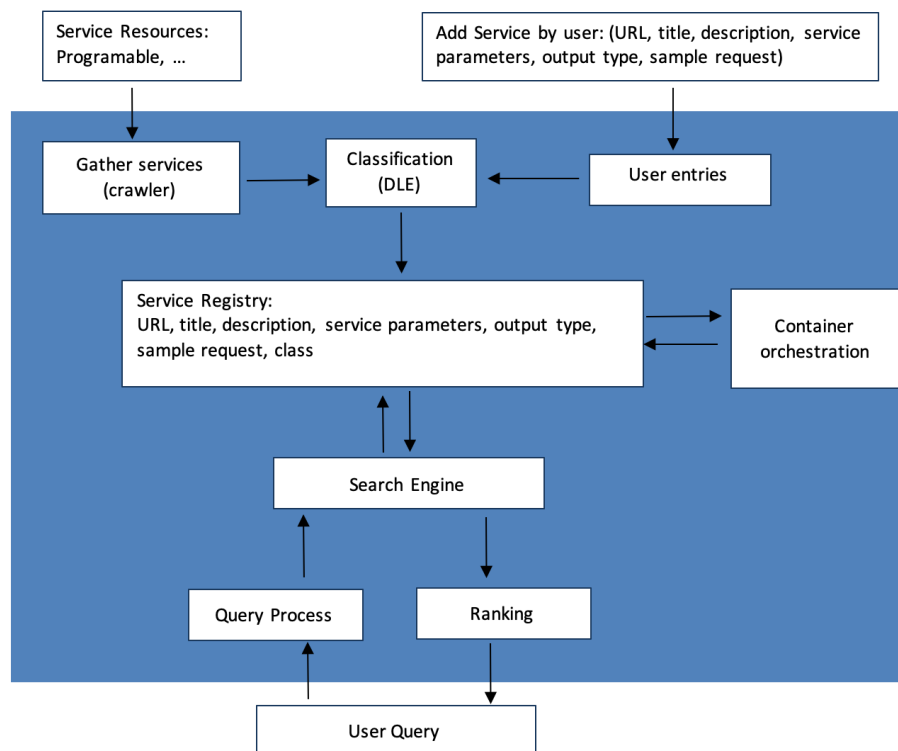 Service Resources:
Programable, ...
Add Service by user: (URL, title, description, service
parameters, output type, sample request)
Gather services
(crawler)
Classification
(DLE)
User entries
Service Registry:
URL, title, description, service parameters, output type,
sample request, class
Container
orchestration
Search Engine
Query Process
Ranking
User Query